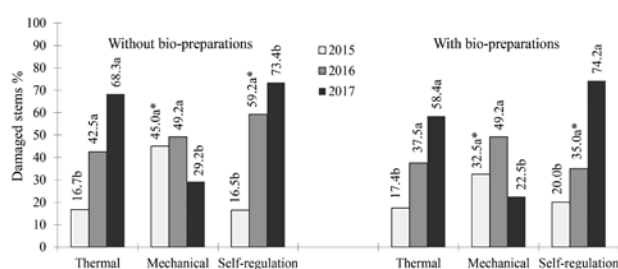 Damaged stems %
100
90
80
70
60
50
40
30
20
10
0
Without bio-preparations
With bio-preparations
2015
2016
2017
16.7b
42.5a
68.3a
45.0a*
49.2a
29.2b
16.5b
59.2a*
73.4b
17.4b
37.5a
58.4a
32.5a*
49.2a
22.5b
20.0b
35.0a*
74.2a
Thermal Mechanical Self-regulation Thermal Mechanical Self-regulation